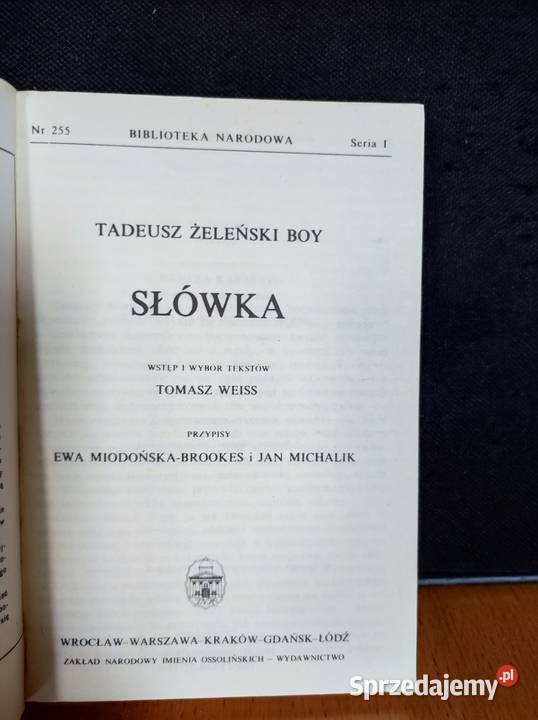 Nr 255 BIBLIOTEKA NARODOWA Seria I
TADEUSZ ŻELEŃSKI BOY
SŁÓWKA
WSTĘP I WYBÓR TEKSTÓW
TOMASZ WEISS
PRZYPISY
EWA MIODOŃSKA-BROOKES i JAN MICHALIK
WROCŁAW–WARSZAWA–KRAKÓW–GDAŃSK–ŁÓDŹ
ZAKŁAD NARODOWY IMIENIA OSSOLIŃSKICH – WYDAWNICTWO
Sprzedajemy.pl